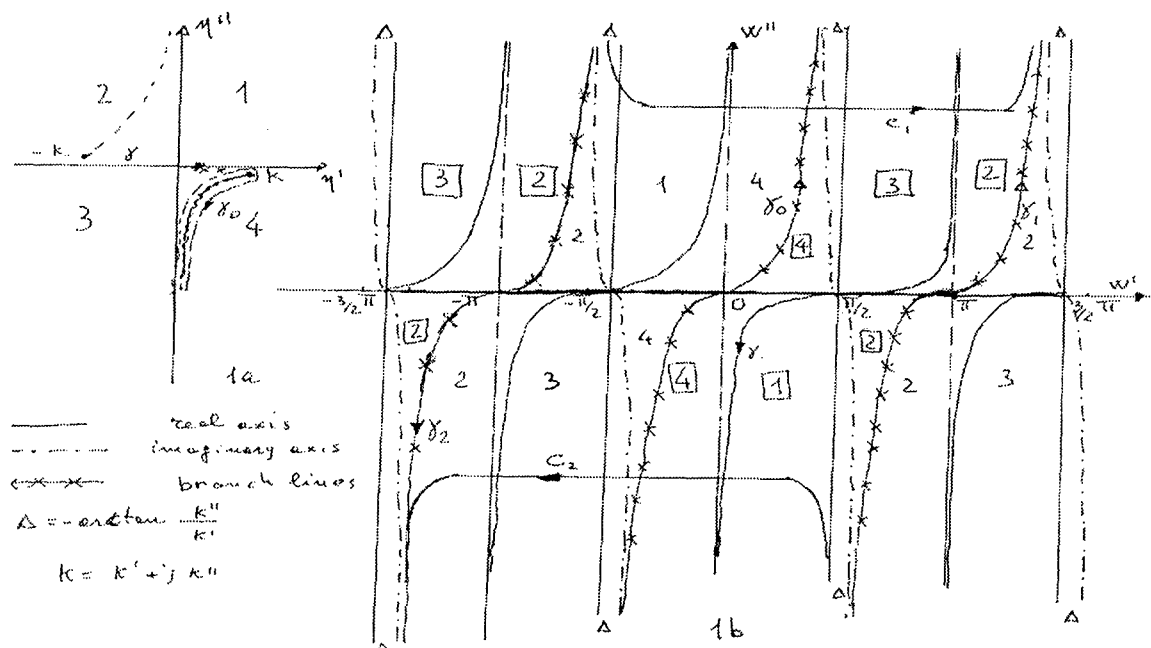 η''
2
1
- K
γ
K
η'
3
γ₀
4
1a
real axis
imaginary axis
branch lines
Δ = - arctan K''/K'
K = K' + j K''
Δ
Δ
W''
Δ
Δ
C₁
3
2
2
1
4
γ₀
4
3
2
γ₁
2
- 3/2 π
- π
- π/2
0
π/2
π
3/2 π
W'
2
2
γ₂
3
4
4
γ
1
2
2
3
C₂
Δ
Δ
Δ
Δ
1b